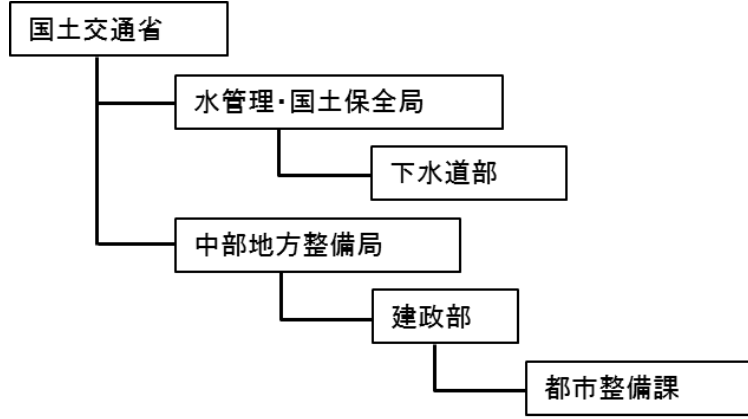 国土交通省
水管理・国土保全局
下水道部
中部地方整備局
建政部
都市整備課